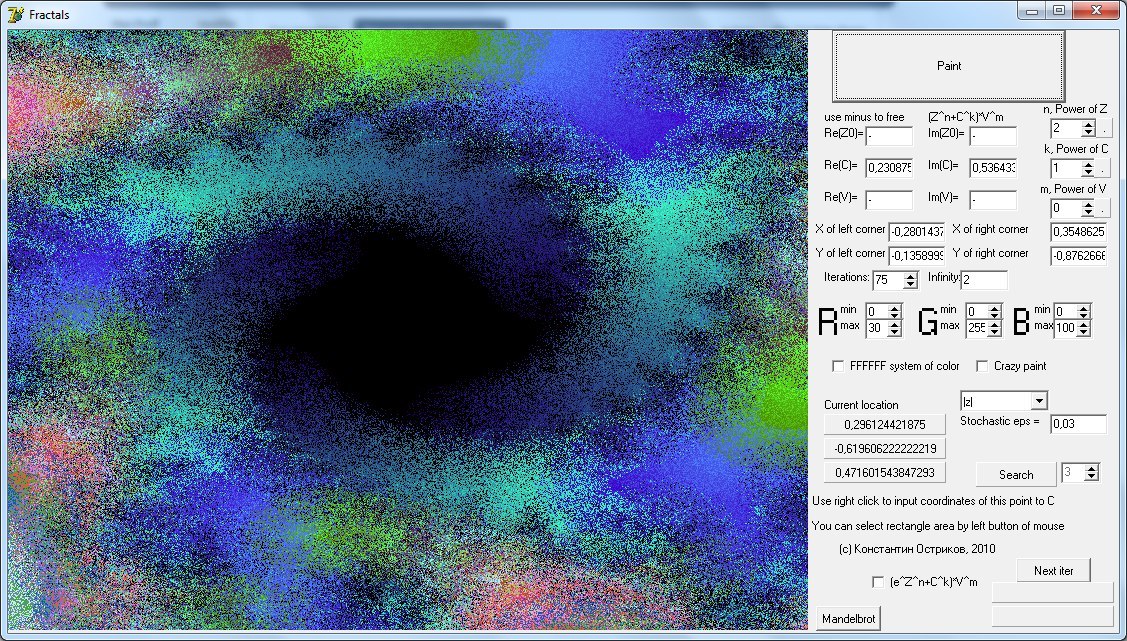 Fractals
Paint
use minus to free (Z^n+C^k)*V^m n, Power of Z
Re(Z0)= - Im(Z0)= - 2 .
k, Power of C
Re(C)= 0,230875 Im(C)= 0,536433 1 .
m, Power of V
Re(V)= - Im(V)= - 0 .
X of left corner -0,2801437 X of right corner 0,3548625
Y of left corner -0,1358999 Y of right corner -0,8762666
Iterations: 75 Infinity: 2
R min 0 G min 0 B min 0
max 30 max 255 max 100
FFFFFF system of color Crazy paint
Current location |z|
0,296124421875 Stochastic eps = 0,03
-0,619606222222219
0,471601543847293 Search 3
Use right click to input coordinates of this point to C
You can select rectangle area by left button of mouse
(c) Константин Остриков, 2010
Next iter
(e^Z^n+C^k)*V^m
Mandelbrot